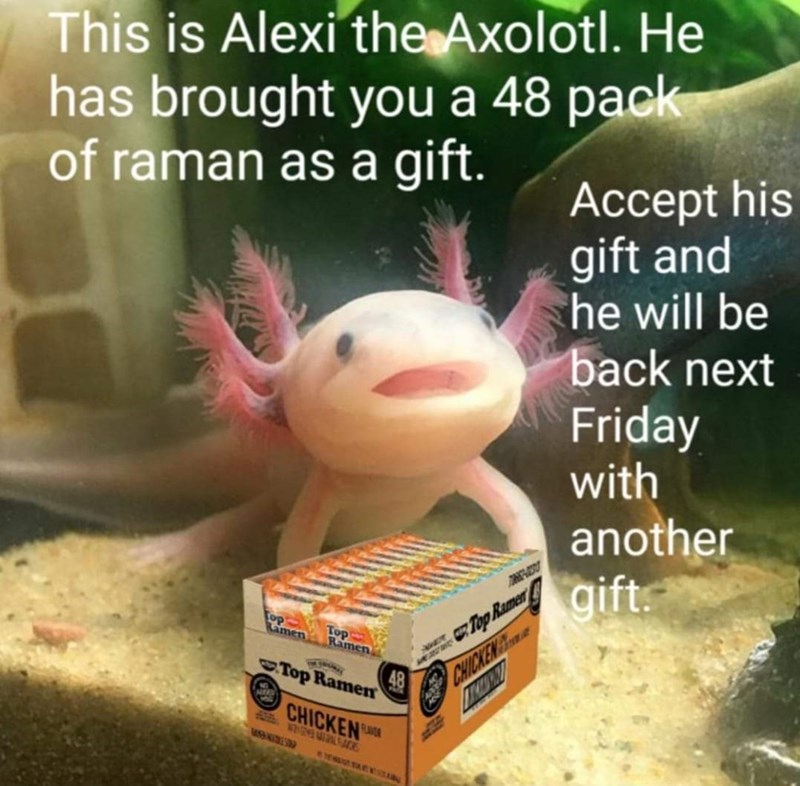 This is Alexi the Axolotl. He
has brought you a 48 pack
of raman as a gift.
Accept his
gift and
he will be
back next
Friday
with
another
gift.
Top
Ramen
Top
Ramen
Top Ramen
48
CHICKEN
Top Ramen
CHICKEN